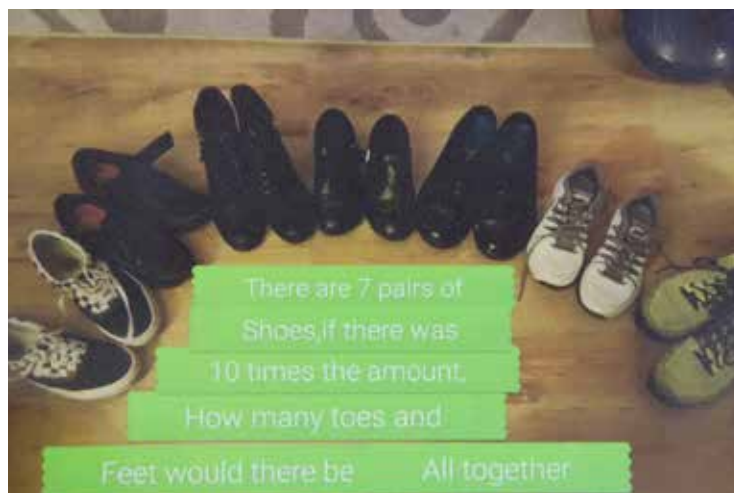 There are 7 pairs of
Shoes,if there was
10 times the amount.
How many toes and
Feet would there be All together